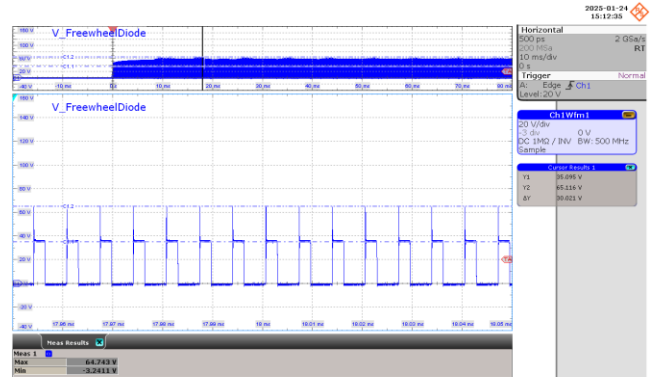 2025-01-24
15:12:35
V_FreewheelDiode
Horizontal
500 ps 2 GSa/s
200 MSa RT
10 ms/div
0 s
Trigger Normal
A: Edge Ch1
Level: 20 V
-40 V -10 ms 0 s 10 ms 20 ms 30 ms 40 ms 50 ms 60 ms 70 ms 80 ms
V_FreewheelDiode
140 V
120 V
100 V
80 V
C1.2
60 V
40 V
20 V
-20 V
-40 V 17.96 ms 17.97 ms 17.98 ms 17.99 ms 18 ms 18.01 ms 18.02 ms 18.03 ms 18.04 ms 18.05 ms
Ch1Wfm1
20 V/div
-3 div 0 V
DC 1MΩ / INV BW: 500 MHz
Sample
Cursor Results 1
Y1 35.095 V
Y2 65.116 V
ΔY 30.021 V
Meas Results
Meas 1
Max 64.743 V
Min -3.2411 V